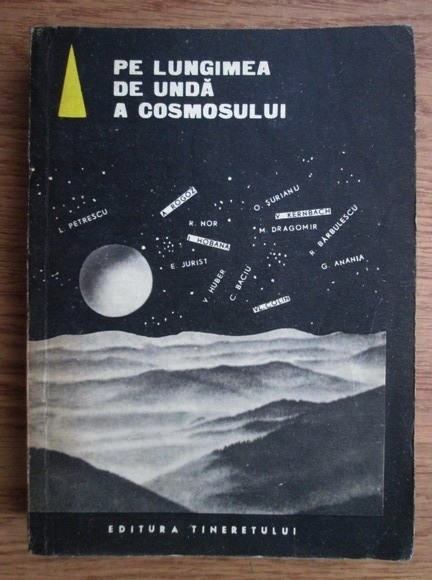 PE LUNGIMEA
DE UNDĂ
A COSMOSULUI
L. PETRESCU
A. ROGOZ
R. NOR
I. HOBANA
E. JURIST
V. HUBER
C. BACIU
O. ȘURIANU
V. KERNBACH
M. DRAGOMIR
R. BĂRBULESCU
G. ANANIA
VL. COLIN
EDITURA TINERETULUI